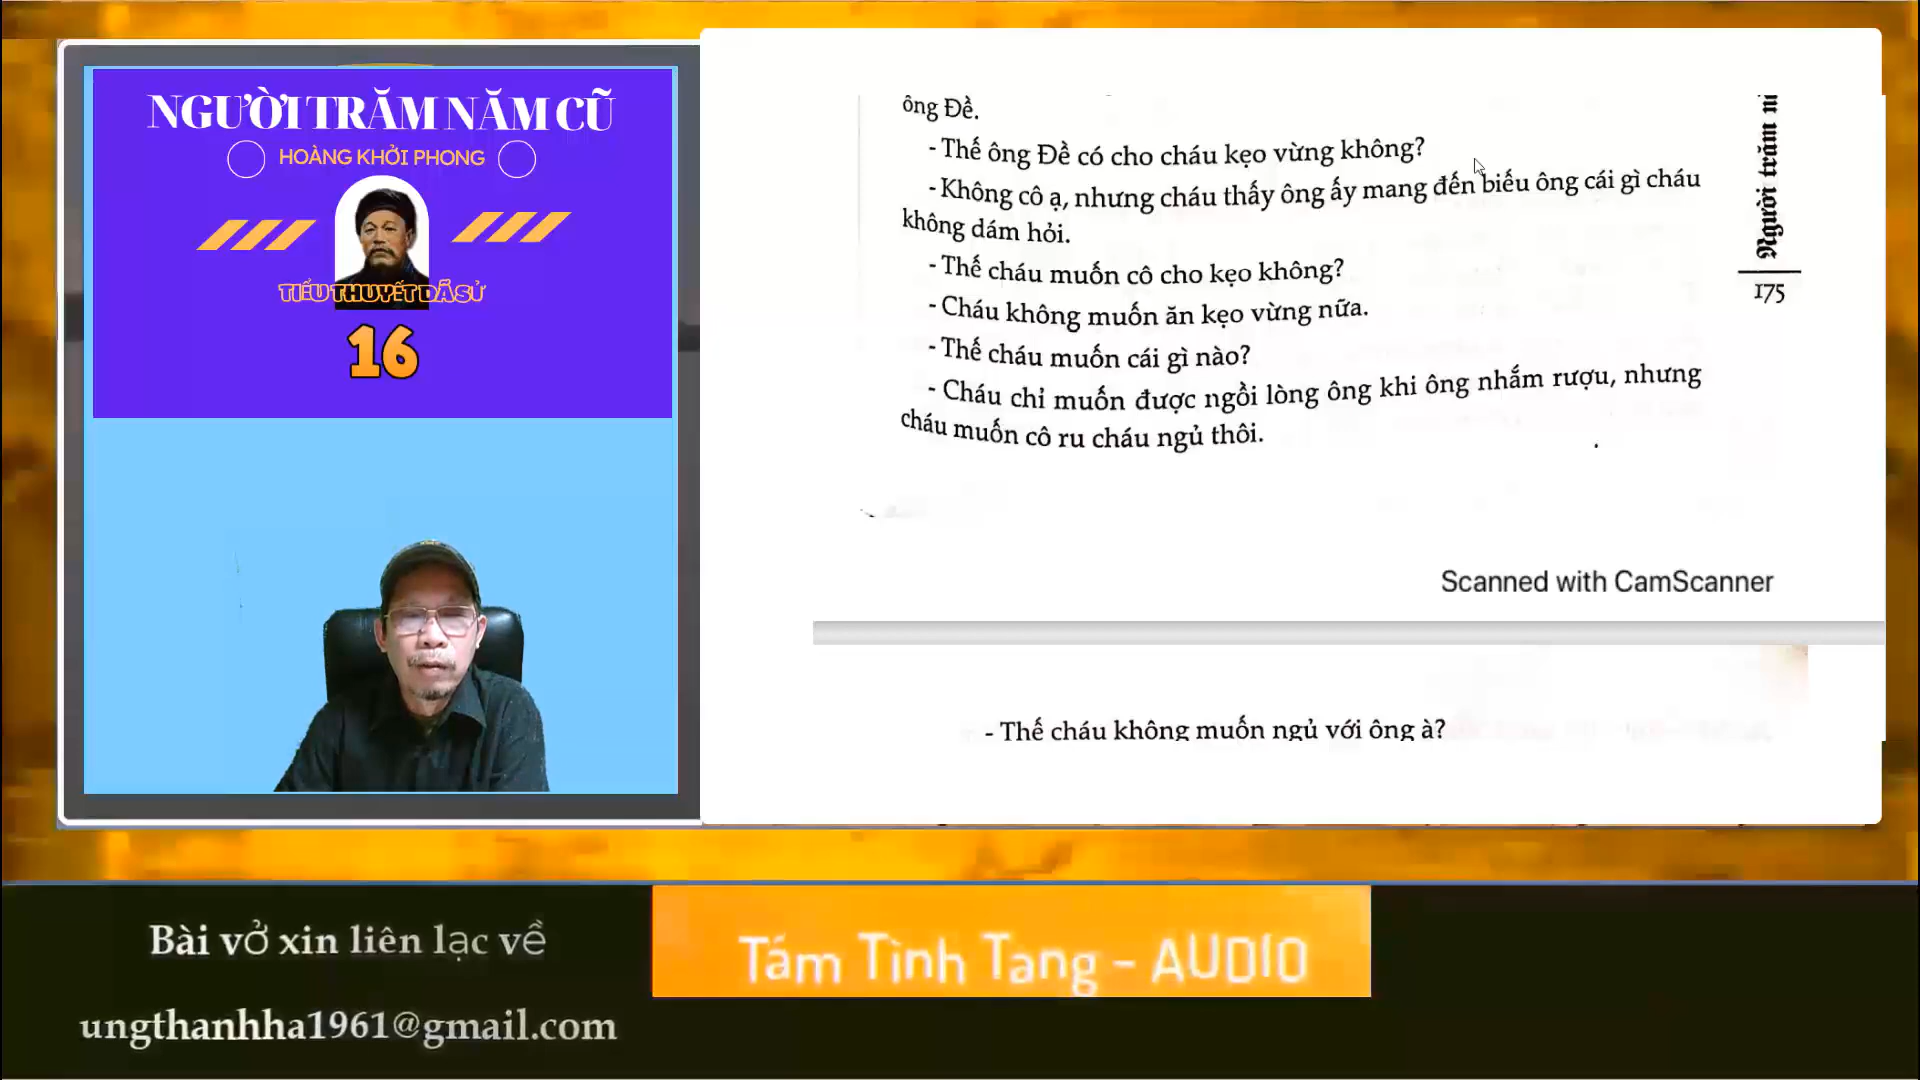 NGƯỜI TRĂM NĂM CŨ
HOÀNG KHỞI PHONG
TIỂU THUYẾT DÃ SỬ
16
ông Đề.
- Thế ông Đề có cho cháu kẹo vừng không?
- Không cô ạ, nhưng cháu thấy ông ấy mang đến biếu ông cái gì cháu
không dám hỏi.
- Thế cháu muốn cô cho kẹo không?
- Cháu không muốn ăn kẹo vừng nữa.
- Thế cháu muốn cái gì nào?
- Cháu chỉ muốn được ngồi lòng ông khi ông nhắm rượu, nhưng
cháu muốn cô ru cháu ngủ thôi.
Người trăm
175
Scanned with CamScanner
- Thế cháu không muốn ngủ với ông à?
Bài vở xin liên lạc về
ungthanhha1961@gmail.com
Tám Tình Tang - AUDIO